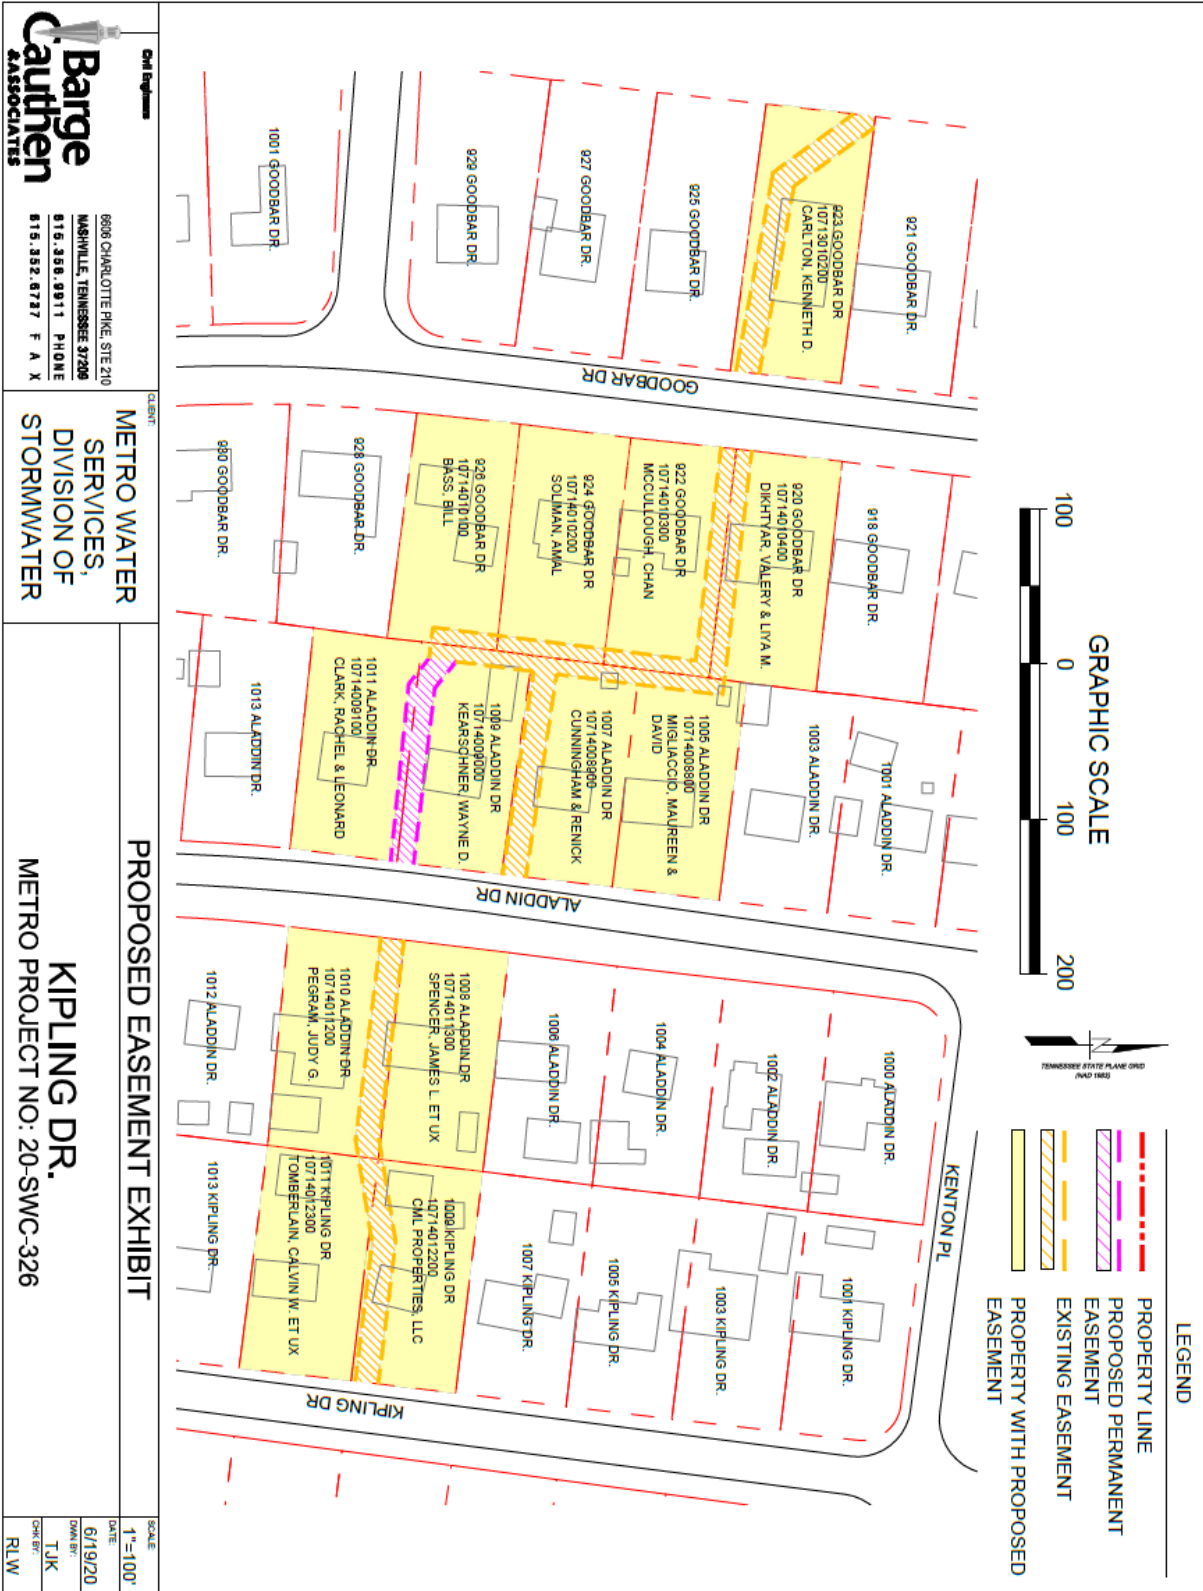 LEGEND
PROPERTY LINE
PROPOSED PERMANENT
EASEMENT
EXISTING EASEMENT
PROPERTY WITH PROPOSED
EASEMENT
GRAPHIC SCALE
100
0
100
200
TENNESSEE STATE PLANE GRID
(NAD 1983)
921 GOODBAR DR.
923 GOODBAR DR
10713010200
CARLTON, KENNETH D.
925 GOODBAR DR.
927 GOODBAR DR.
929 GOODBAR DR.
1001 GOODBAR DR.
GOODBAR DR
918 GOODBAR DR.
920 GOODBAR DR
10714010400
DIKHTYAR, VALERY & LIYA M.
922 GOODBAR DR
10714010300
MCCULLOUGH, CHAN
924 GOODBAR DR
10714010200
SOLIMAN, AMAL
926 GOODBAR DR
10714010100
BASS, BILL
928 GOODBAR DR.
930 GOODBAR DR.
1001 ALADDIN DR.
1003 ALADDIN DR.
1005 ALADDIN DR
10714008800
MIGLIACCIO, MAUREEN &
DAVID
1007 ALADDIN DR
10714008900
CUNNINGHAM & RENICK
1009 ALADDIN DR
10714009000
KEARSCHNER, WAYNE D.
1011 ALADDIN DR
10714009100
CLARK, RACHEL & LEONARD
1013 ALADDIN DR.
ALADDIN DR
KENTON PL
1000 ALADDIN DR.
1002 ALADDIN DR.
1004 ALADDIN DR.
1006 ALADDIN DR.
1008 ALADDIN DR
10714011300
SPENCER, JAMES L. ET UX
1010 ALADDIN DR
10714011200
PEGRAM, JUDY G.
1012 ALADDIN DR.
1001 KIPLING DR.
1003 KIPLING DR.
1005 KIPLING DR.
1007 KIPLING DR.
1009 KIPLING DR
10714012200
CML PROPERTIES, LLC
1011 KIPLING DR
10714012300
TOMBERLAIN, CALVIN W. ET UX
1013 KIPLING DR.
KIPLING DR
Civil Engineers
Barge
Cauthen
& ASSOCIATES
6606 CHARLOTTE PIKE, STE 210
NASHVILLE, TENNESSEE 37209
615.356.9911 PHONE
615.352.6737 FAX
CLIENT:
METRO WATER
SERVICES,
DIVISION OF
STORMWATER
PROPOSED EASEMENT EXHIBIT
KIPLING DR.
METRO PROJECT NO: 20-SWC-326
SCALE:
1"=100'
DATE:
6/19/20
DWN BY:
TJK
CHK BY:
RLW